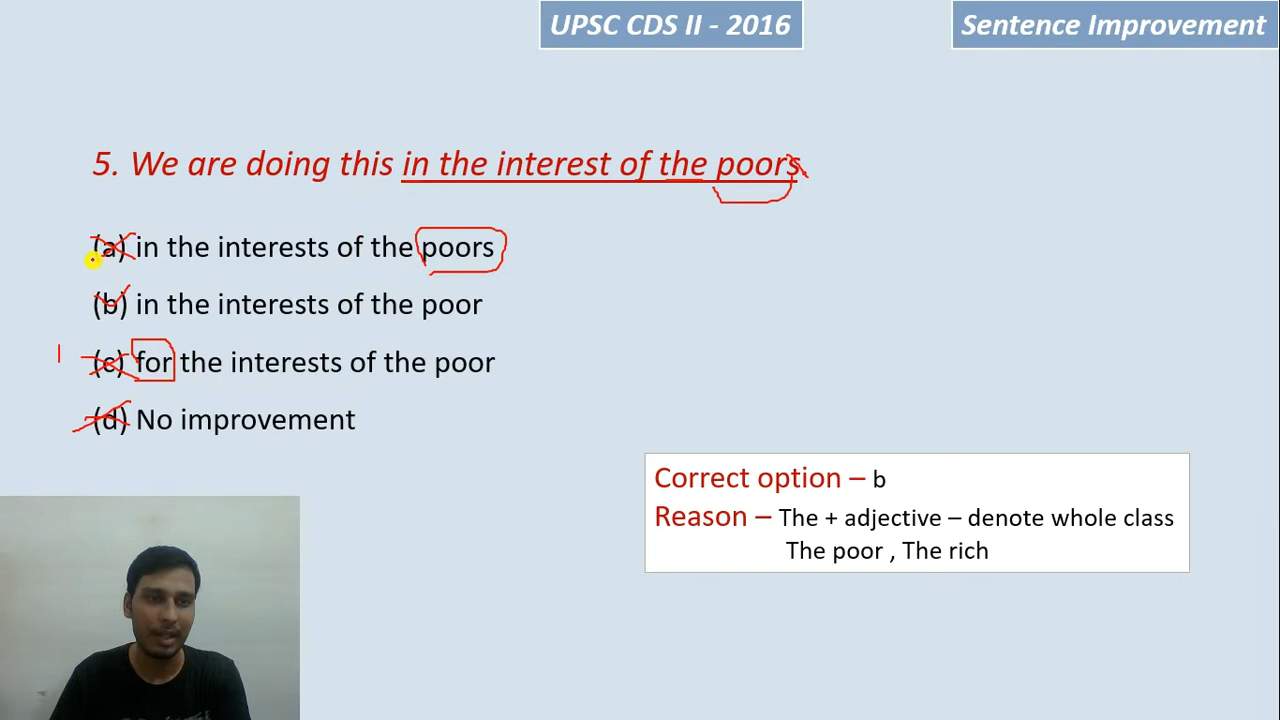 UPSC CDS II - 2016
Sentence Improvement
5. We are doing this in the interest of the poors
(a) in the interests of the poors
(b) in the interests of the poor
(c) for the interests of the poor
(d) No improvement
Correct option – b
Reason – The + adjective – denote whole class
The poor , The rich